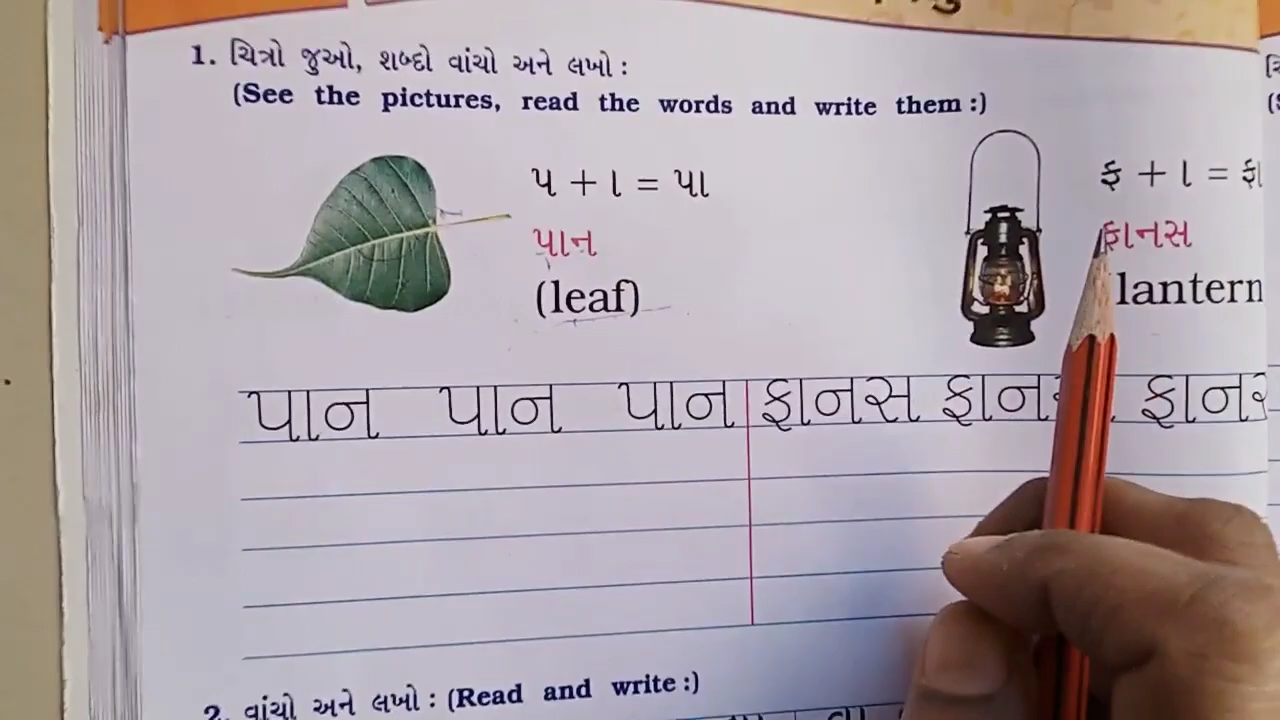 1. ચિત્રો જુઓ, શબ્દો વાંચો અને લખો :
(See the pictures, read the words and write them :)
પ + ા = પા
પાન
(leaf)
ફ + ા = ફા
ફાનસ
lantern
પાન પાન પાન ફાનસ ફાનસ ફાનસ
2. વાંચો અને લખો : (Read and write :)